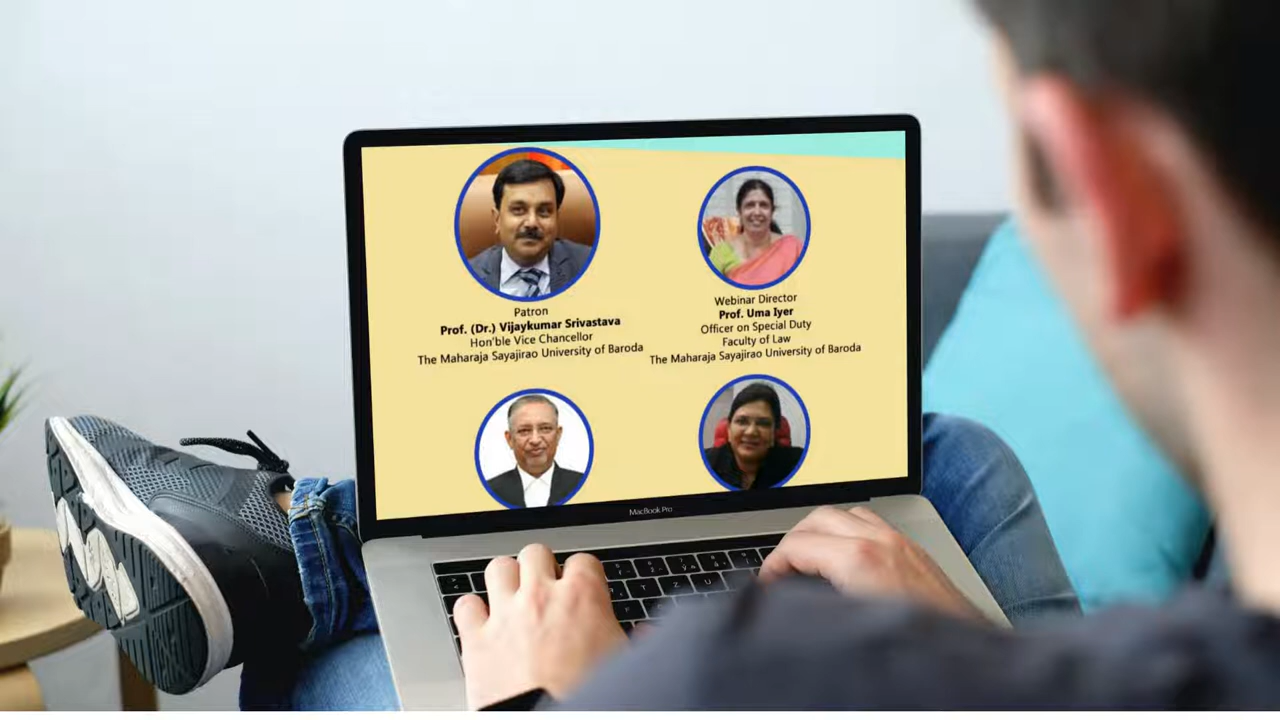 Patron
Prof. (Dr.) Vijaykumar Srivastava
Hon'ble Vice Chancellor
The Maharaja Sayajirao University of Baroda
Webinar Director
Prof. Uma Iyer
Officer on Special Duty
Faculty of Law
The Maharaja Sayajirao University of Baroda
MacBook Pro